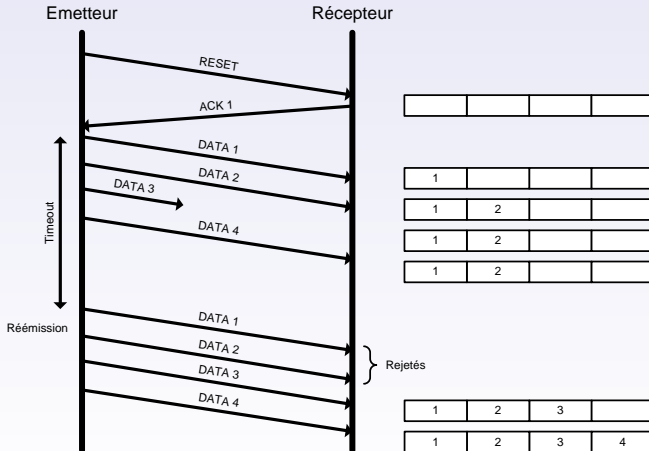 Emetteur
Récepteur
RESET
ACK 1
DATA 1
1
DATA 2
1 2
DATA 3
1 2
DATA 4
1 2
Timeout
Réémission
DATA 1
DATA 2
Rejetés
DATA 3
1 2 3
DATA 4
1 2 3 4